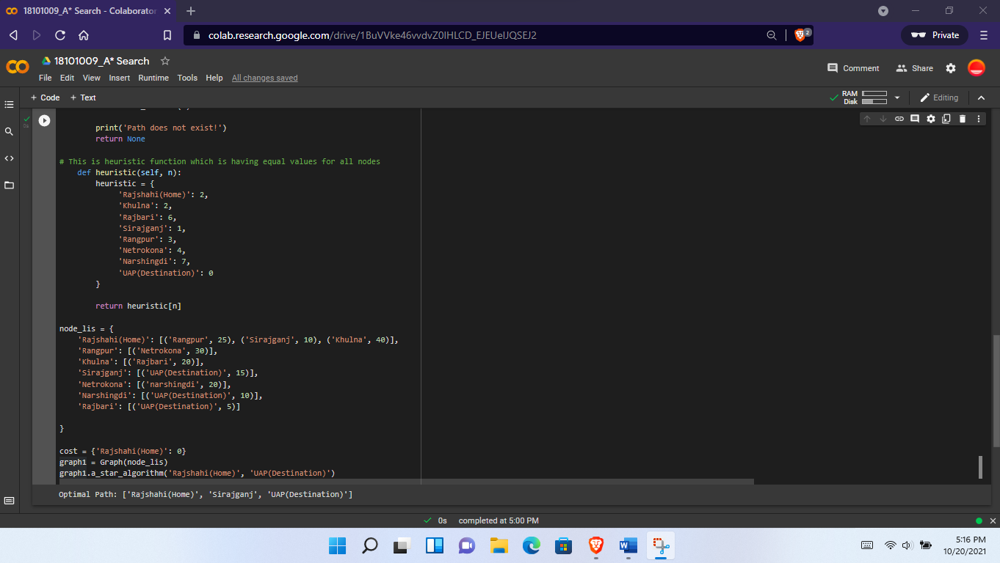 18101009_A* Search - Colaborator
colab.research.google.com/drive/1BuVVke46vvdvZ0IHLCD_EJEUelJQSEJ2
2
Private
18101009_A* Search
File Edit View Insert Runtime Tools Help All changes saved
Comment Share
+ Code + Text
RAM
Disk
Editing
print('Path does not exist!')
return None
# This is heuristic function which is having equal values for all nodes
def heuristic(self, n):
heuristic = {
'Rajshahi(Home)': 2,
'Khulna': 2,
'Rajbari': 6,
'Sirajganj': 1,
'Rangpur': 3,
'Netrokona': 4,
'Narshingdi': 7,
'UAP(Destination)': 0
}
return heuristic[n]
node_lis = {
'Rajshahi(Home)': [('Rangpur', 25), ('Sirajganj', 10), ('Khulna', 40)],
'Rangpur': [('Netrokona', 30)],
'Khulna': [('Rajbari', 20)],
'Sirajganj': [('UAP(Destination)', 15)],
'Netrokona': [('narshingdi', 20)],
'Narshingdi': [('UAP(Destination)', 10)],
'Rajbari': [('UAP(Destination)', 5)]
}
cost = {'Rajshahi(Home)': 0}
graph1 = Graph(node_lis)
graph1.a_star_algorithm('Rajshahi(Home)', 'UAP(Destination)')
Optimal Path: ['Rajshahi(Home)', 'Sirajganj', 'UAP(Destination)']
0s completed at 5:00 PM
5:16 PM
10/20/2021